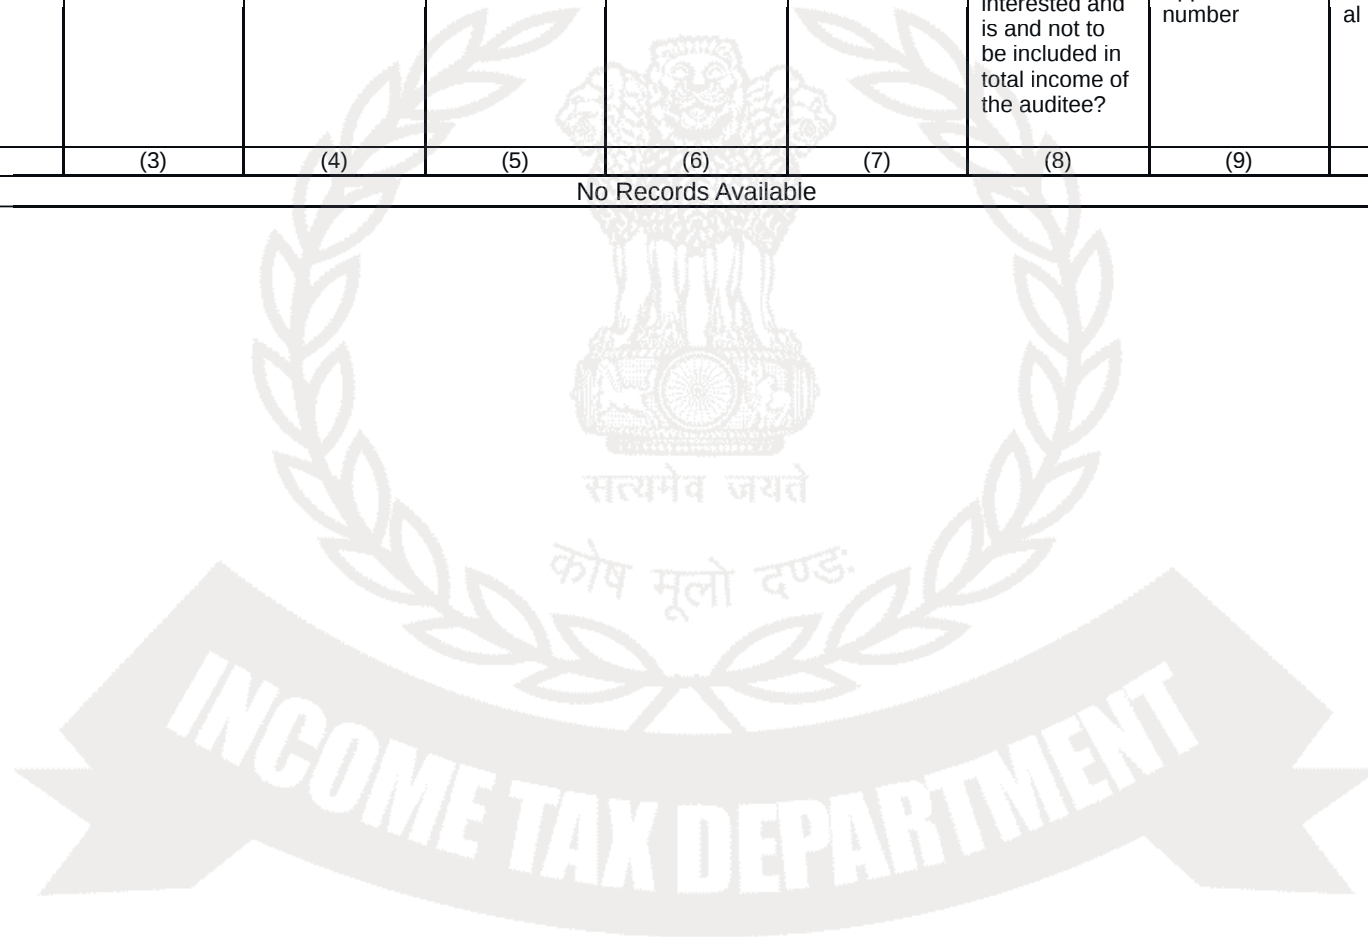 interested and
is and not to
be included in
total income of
the auditee?
number
al
(3) (4) (5) (6) (7) (8) (9)
No Records Available
सत्यमेव जयते
कोष मूलो दण्डः
INCOME TAX DEPARTMENT